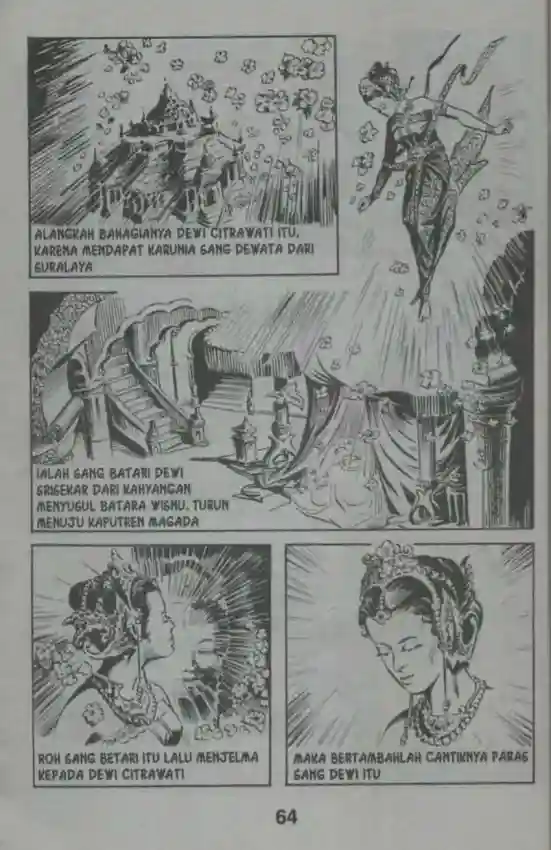 ALANGKAH BAHAGIANYA DEWI CITRAWATI ITU,
KARENA MENDAPAT KARUNIA SANG DEWATA DARI
SURALAYA
IALAH SANG BATARI DEWI
SRISEKAR DARI KAHYANGAN
MENYUSUL BATARA WISNU, TURUN
MENUJU KAPUTREN MAGADA
ROH SANG BETARI ITU LALU MENJELMA
KEPADA DEWI CITRAWATI
MAKA BERTAMBAHLAH CANTIKNYA PARAS
SANG DEWI ITU
64